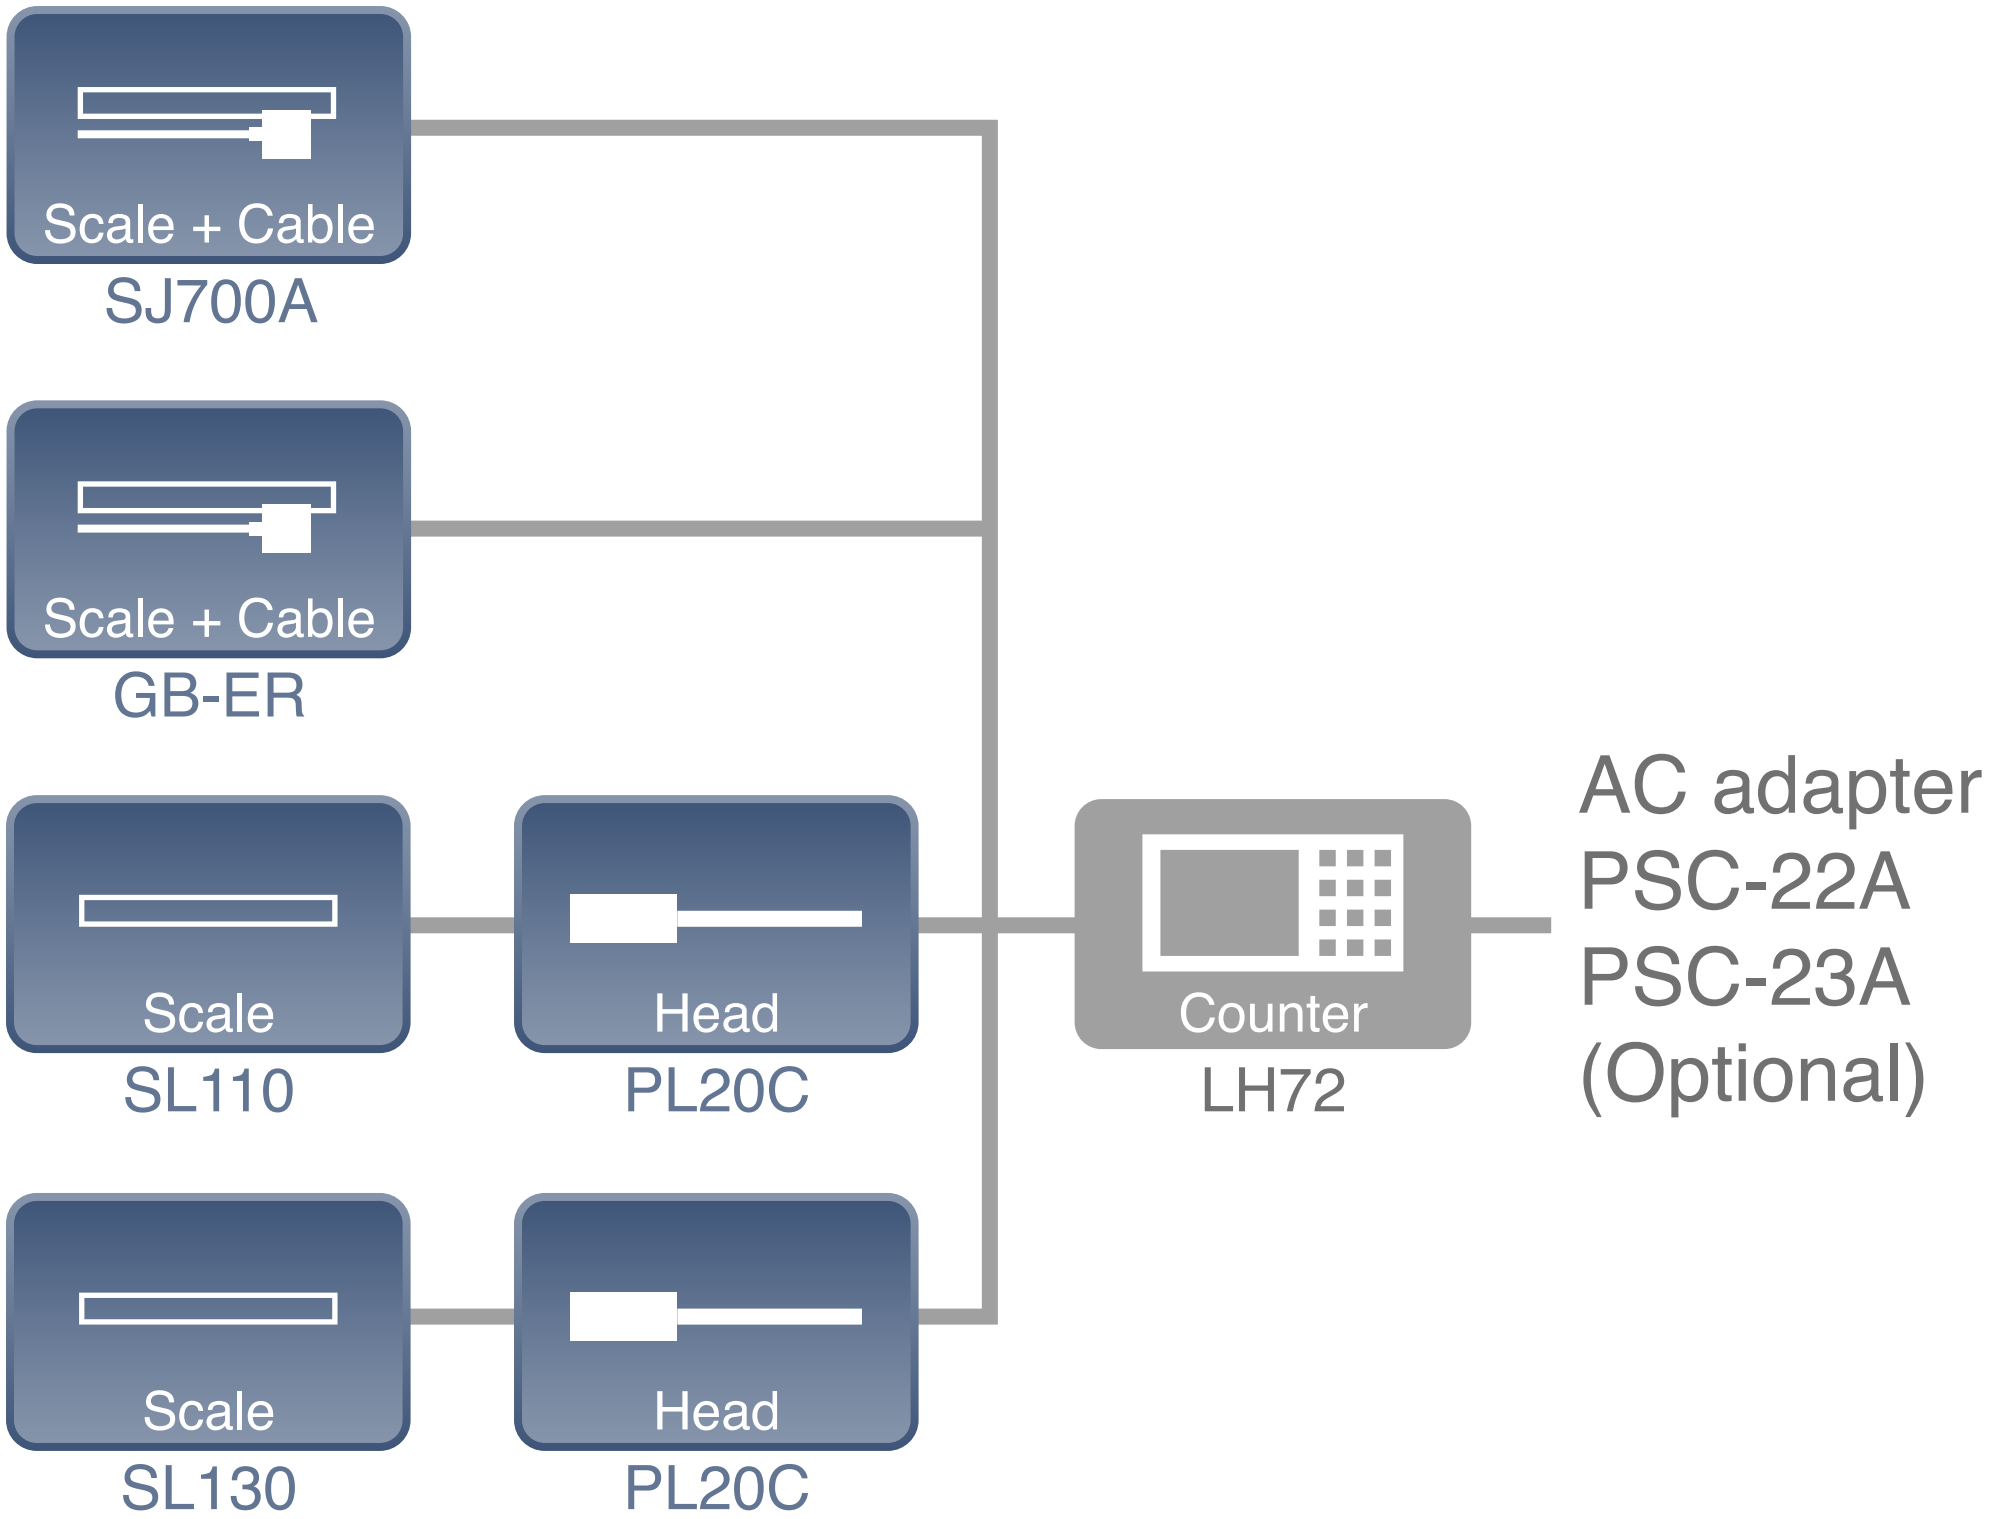 Scale + Cable
SJ700A
Scale + Cable
GB-ER
Scale
SL110
Head
PL20C
Counter
LH72
AC adapter
PSC-22A
PSC-23A
(Optional)
Scale
SL130
Head
PL20C